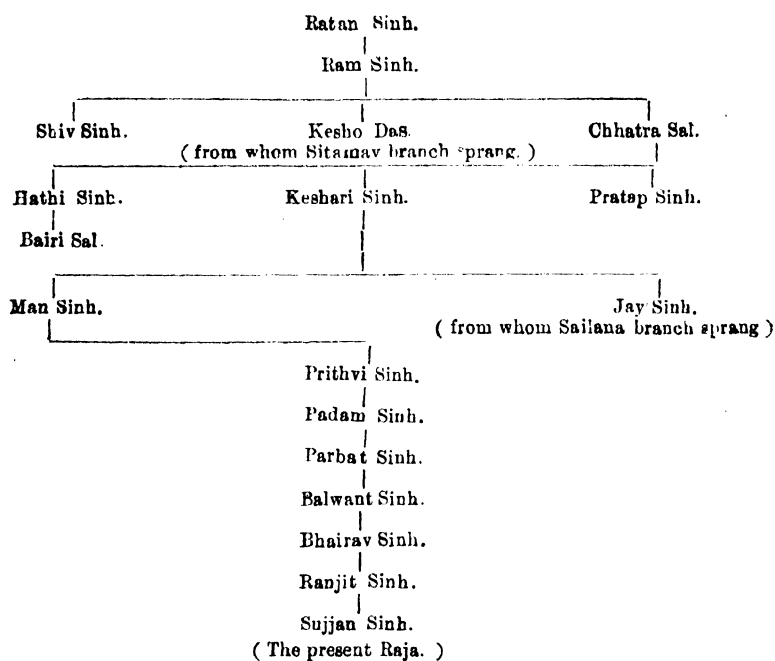 Ratan Sinh.
Ram Sinh.
Shiv Sinh. Kesho Das. Chhatra Sal.
( from whom Sitamav branch sprang. )
Hathi Sinh. Keshari Sinh. Pratap Sinh.
Bairi Sal.
Man Sinh. Jay Sinh.
( from whom Sailana branch sprang )
Prithvi Sinh.
Padam Sinh.
Parbat Sinh.
Balwant Sinh.
Bhairav Sinh.
Ranjit Sinh.
Sujjan Sinh.
( The present Raja. )